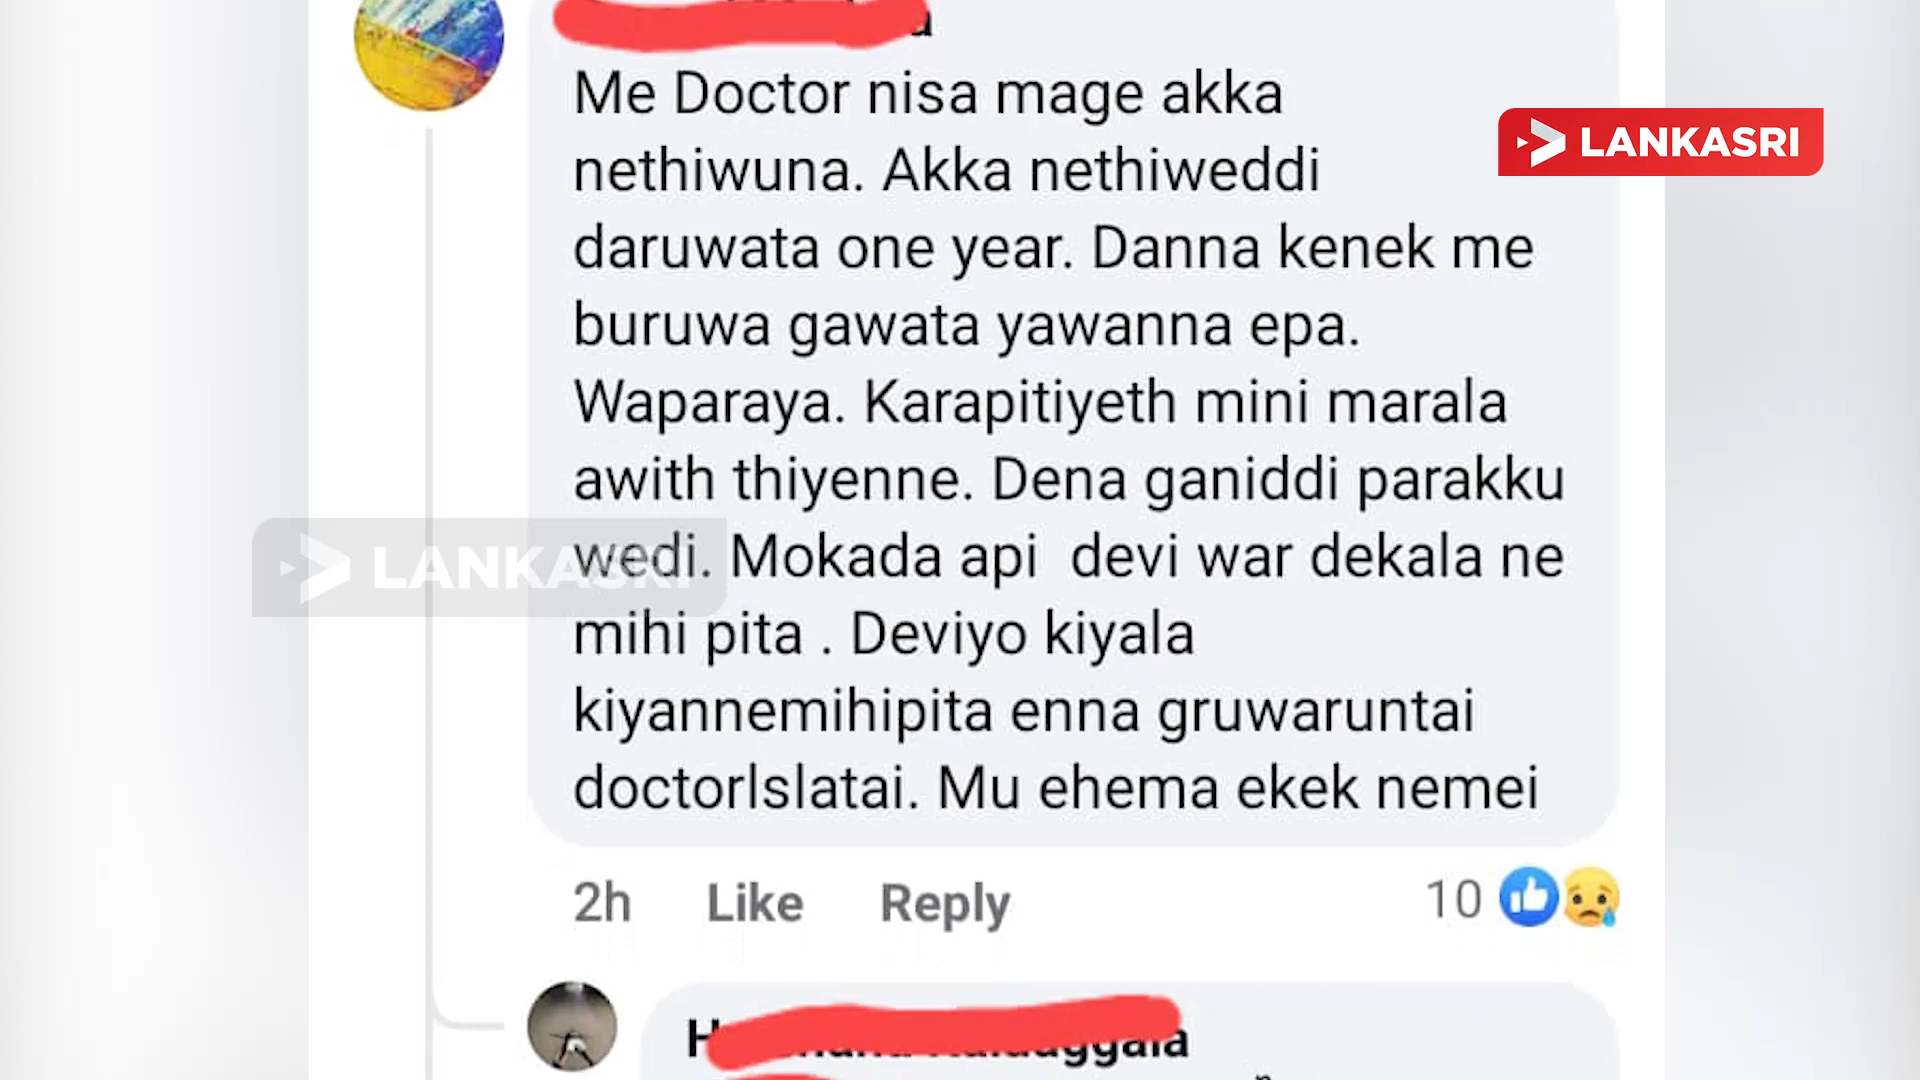 Me Doctor nisa mage akka
LANKASRI
nethiwuna. Akka nethiweddi
daruwata one year. Danna kenek me
buruwa gawata yawanna epa.
Waparaya. Karapitiyeth mini marala
awith thiyenne. Dena ganiddi parakku
wedi. Mokada api devi war dekala ne
LANKASRI
mihi pita . Deviyo kiyala
kiyannemihipita enna gruwaruntai
doctorlslatai. Mu ehema ekek nemei
2h Like Reply 10